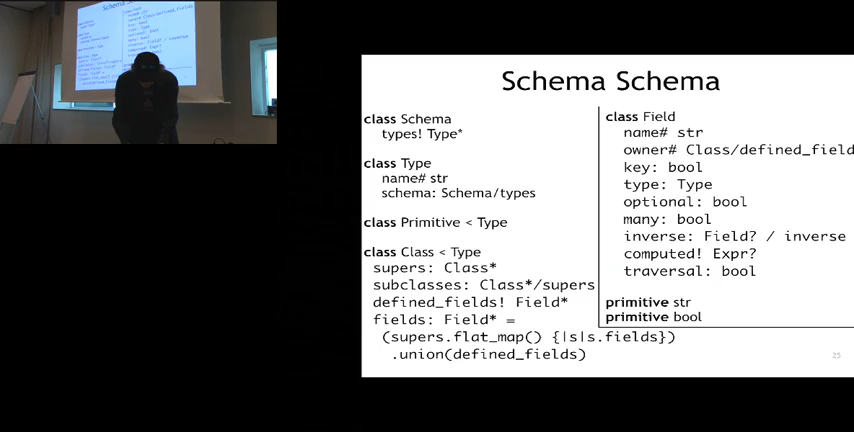 Schema Schema
class Schema
types! Type*
class Type
name# str
schema: Schema/types
class Primitive < Type
class Class < Type
supers: Class*
subclasses: Class*/supers
defined_fields! Field*
fields: Field* =
(supers.flat_map() {|s|s.fields})
.union(defined_fields)
class Field
name# str
owner# Class/defined_field
key: bool
type: Type
optional: bool
many: bool
inverse: Field? / inverse
computed! Expr?
traversal: bool
primitive str
primitive bool
25